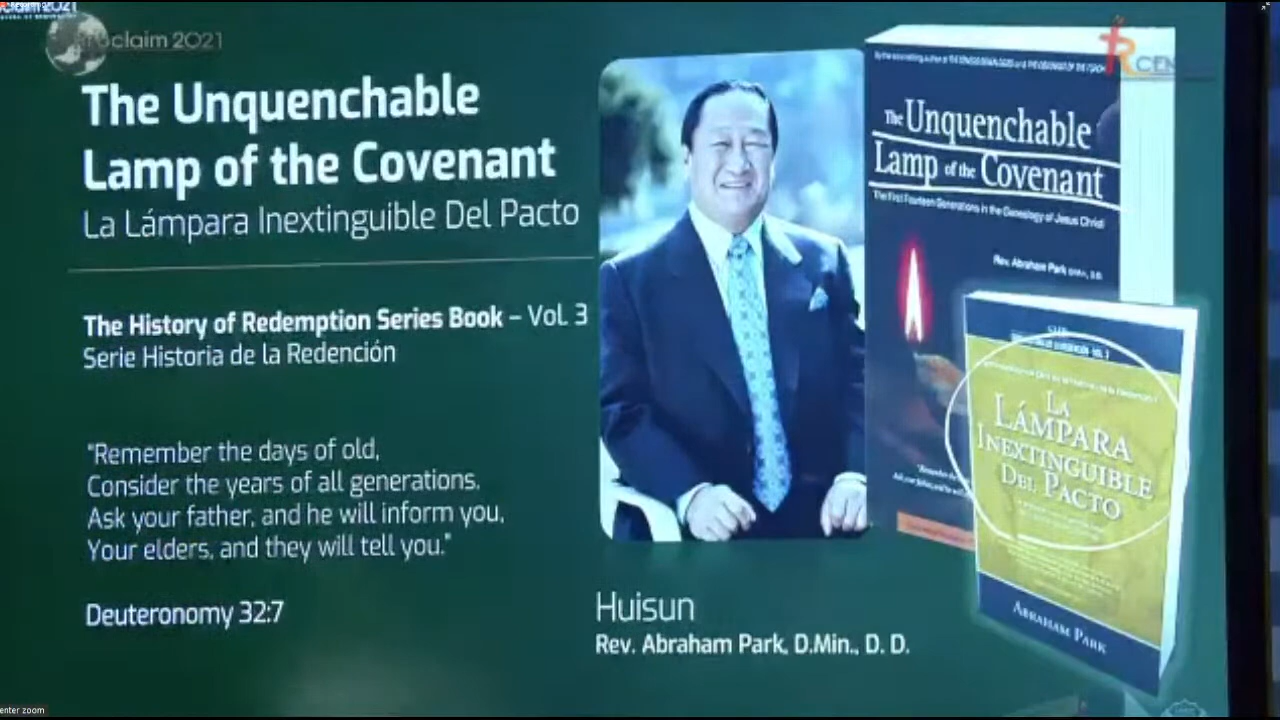 Proclaim 2021
The Unquenchable
Lamp of the Covenant
La Lámpara Inextinguible Del Pacto
The History of Redemption Series Book – Vol. 3
Serie Historia de la Redención
“Remember the days of old,
Consider the years of all generations.
Ask your father, and he will inform you,
Your elders, and they will tell you.”
Deuteronomy 32:7
Huisun
Rev. Abraham Park, D.Min., D. D.
RCEN
The Unquenchable
Lamp of the Covenant
The First Fourteen Generations in the Genealogy of Jesus Christ
Rev. Abraham Park
La
Lámpara
Inextinguible
Del Pacto
Abraham Park
enter zoom